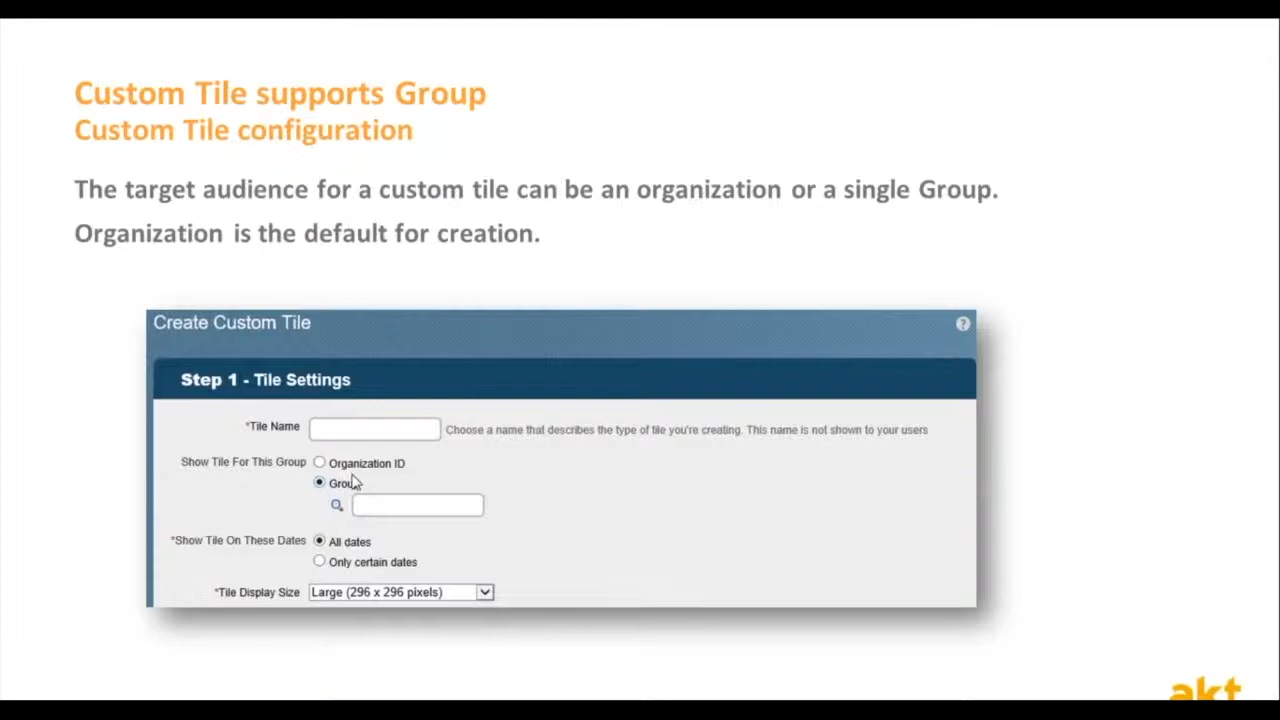 Custom Tile supports Group
Custom Tile configuration
The target audience for a custom tile can be an organization or a single Group.
Organization is the default for creation.
Create Custom Tile ?
Step 1 - Tile Settings
*Tile Name Choose a name that describes the type of tile you're creating. This name is not shown to your users
Show Tile For This Group Organization ID
Group
*Show Tile On These Dates All dates
Only certain dates
*Tile Display Size Large (296 x 296 pixels)
akt